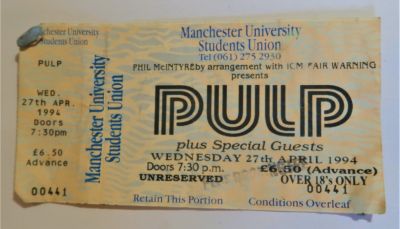 Manchester University
Students Union
PULP
WED.
27th APR.
1994
Doors
7:30pm
£6.50
Advance
00441
Manchester University
Students Union
Manchester University
Students Union
Tel (061) 275 2930
PHIL McINTYREby arrangement with ICM FAIR WARNING
presents
PULP
plus Special Guests
WEDNESDAY 27th APRIL 1994
Doors 7:30 p.m. £6.50 (Advance)
UNRESERVED OVER 18's ONLY
00441
Retain This Portion Conditions Overleaf